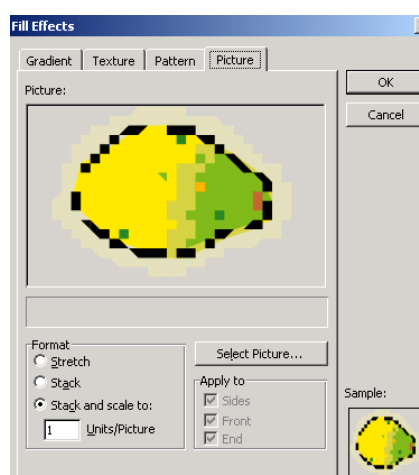 Fill Effects
Gradient Texture Pattern Picture
Picture:
OK
Cancel
Format
Stretch
Stack
Stack and scale to:
1 Units/Picture
Select Picture...
Apply to
Sides
Front
End
Sample: